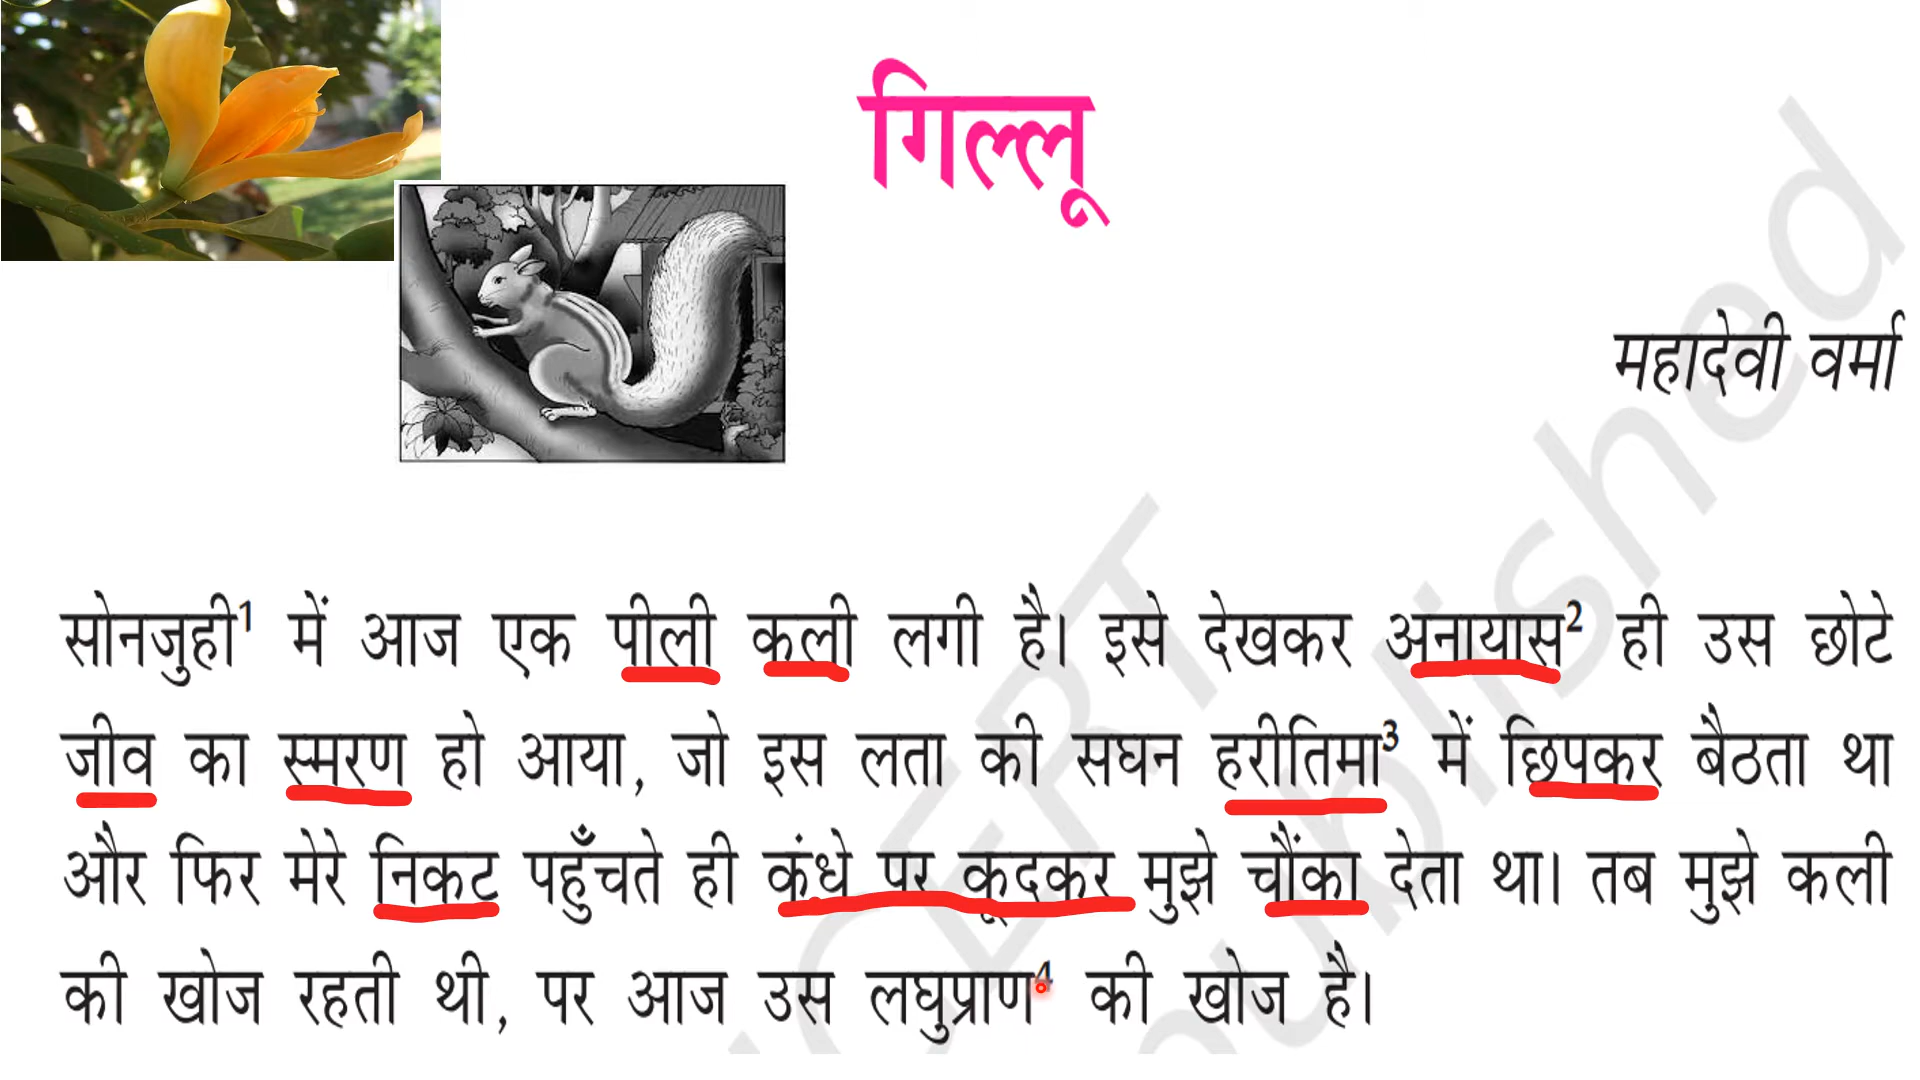 गिल्लू
महादेवी वर्मा
सोनजुही¹ में आज एक पीली कली लगी है। इसे देखकर अनायास² ही उस छोटे
जीव का स्मरण हो आया, जो इस लता की सघन हरीतिमा³ में छिपकर बैठता था
और फिर मेरे निकट पहुँचते ही कंधे पर कूदकर मुझे चौंका देता था। तब मुझे कली
की खोज रहती थी, पर आज उस लघुप्राण⁴ की खोज है।